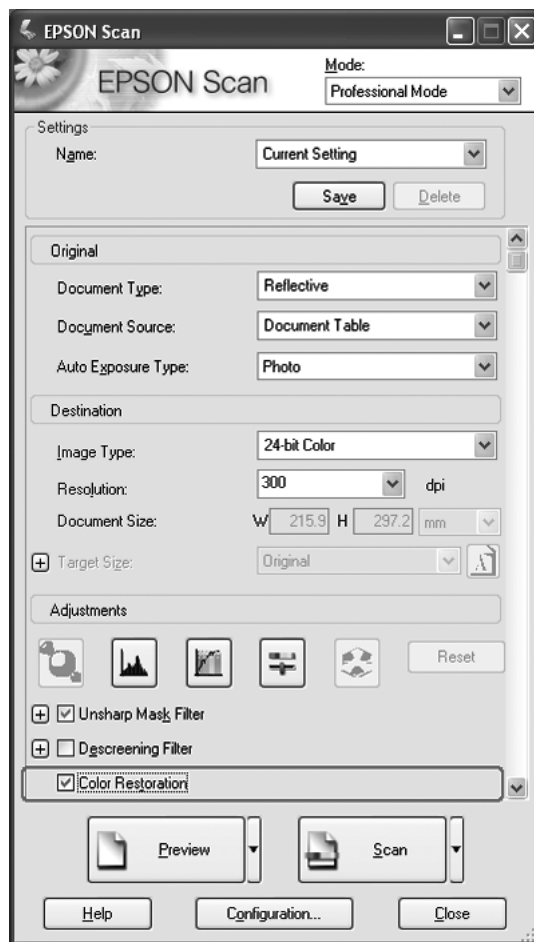 EPSON Scan
EPSON Scan
Mode:
Professional Mode
Settings
Name:
Current Setting
Save
Delete
Original
Document Type:
Reflective
Document Source:
Document Table
Auto Exposure Type:
Photo
Destination
Image Type:
24-bit Color
Resolution:
300
dpi
Document Size:
W 215.9 H 297.2 mm
Target Size:
Original
Adjustments
Reset
Unsharp Mask Filter
Descreening Filter
Color Restoration
Preview
Scan
Help
Configuration...
Close